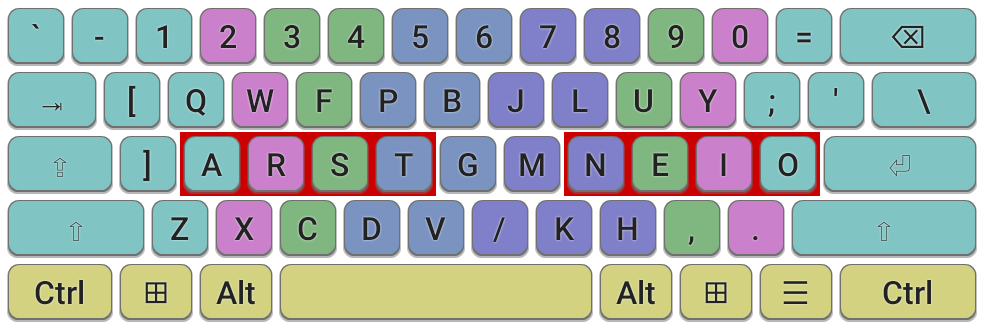 ` - 1 2 3 4 5 6 7 8 9 0 = ⌫
⇥ [ Q W F P B J L U Y ; ' \
⇪ ] A R S T G M N E I O ⏎
⇧ Z X C D V / K H , . ⇧
Ctrl ⊞ Alt Alt ⊞ ☰ Ctrl